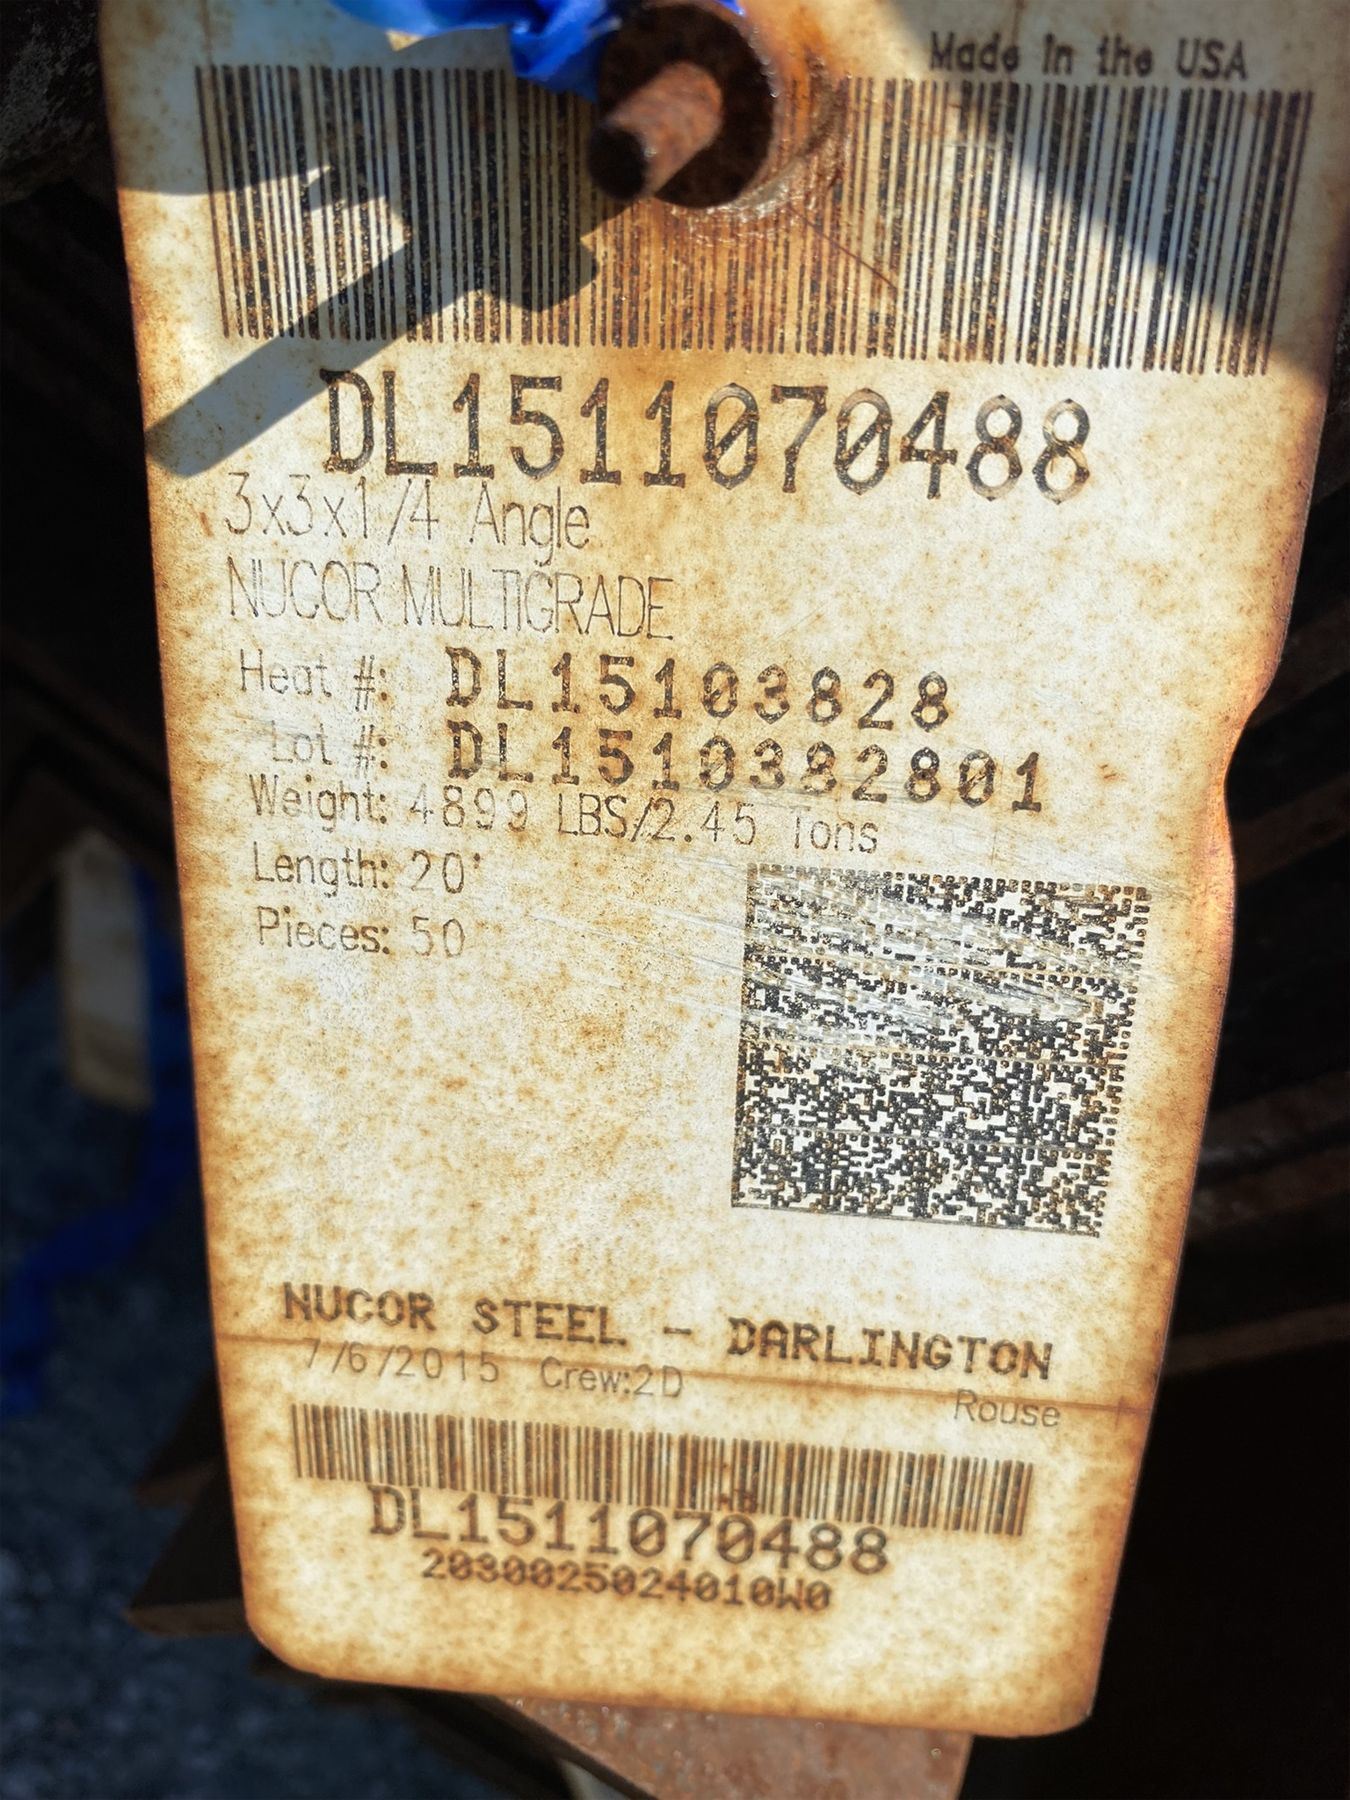 Made in the USA
DL1511070488
3x3x1/4 Angle
NUCOR MULTIGRADE
Heat #: DL15103828
Lot #: DL1510382801
Weight: 4899 LBS/2.45 Tons
Length: 20'
Pieces: 50
NUCOR STEEL - DARLINGTON
7/6/2015 Crew:2D
Rouse
DL1511070488
2030025024010W0